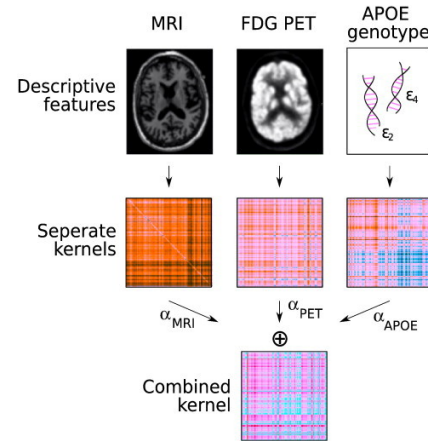 MRI
FDG PET
APOE
genotype
Descriptive
features
ε4
ε2
Seperate
kernels
αMRI
αPET
αAPOE
⊕
Combined
kernel